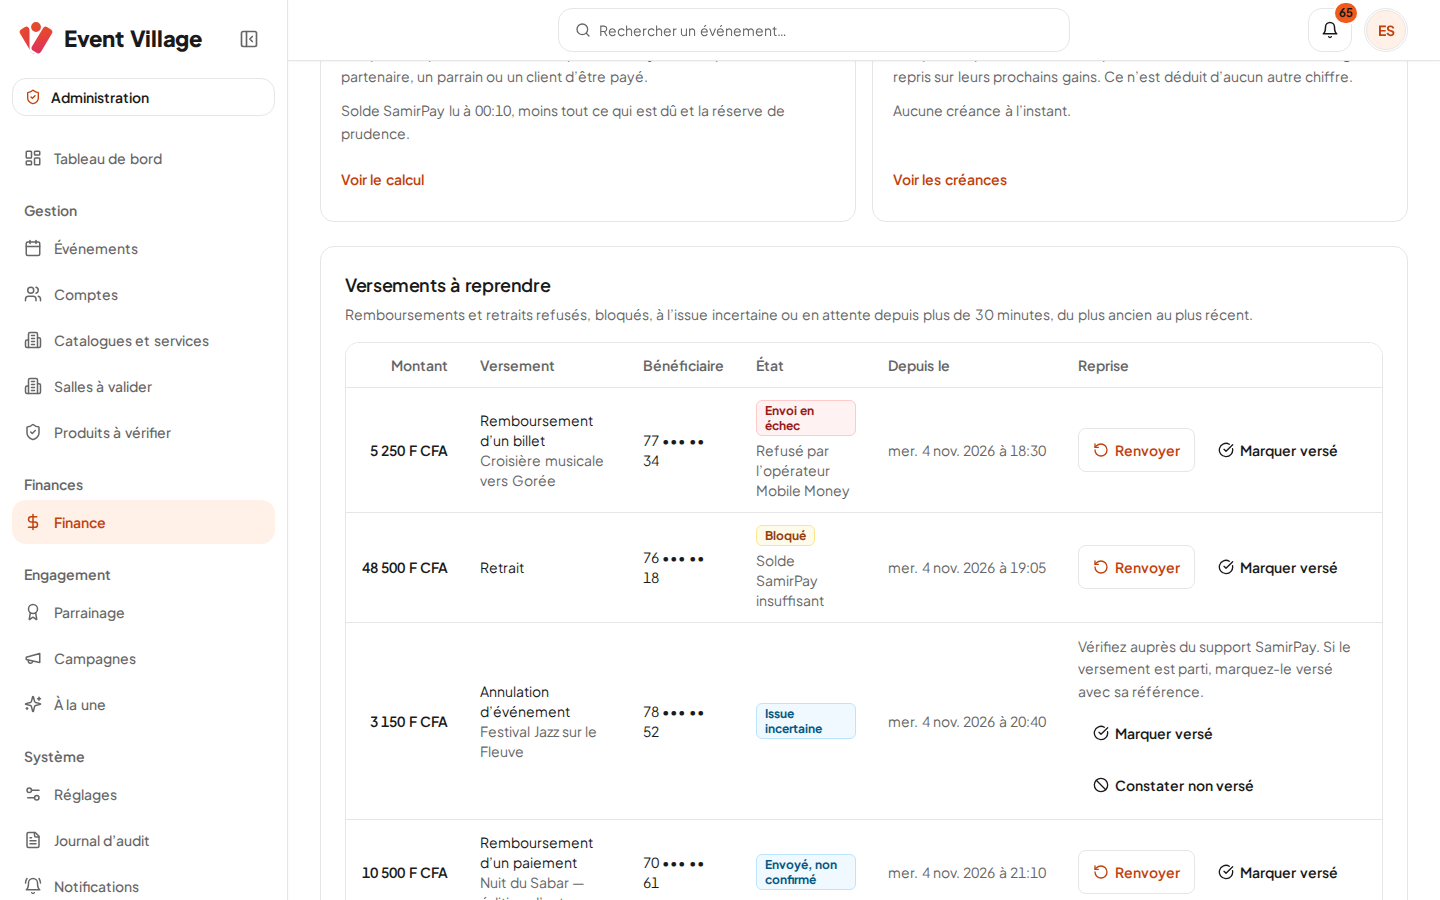 Event Village
Rechercher un événement…
65
ES
Administration
Tableau de bord
Gestion
Événements
Comptes
Catalogues et services
Salles à valider
Produits à vérifier
Finances
Finance
Engagement
Parrainage
Campagnes
À la une
Système
Réglages
Journal d’audit
Notifications
partenaire, un parrain ou un client d’être payé.
Solde SamirPay lu à 00:10, moins tout ce qui est dû et la réserve de
prudence.
Voir le calcul
repris sur leurs prochains gains. Ce n’est déduit d’aucun autre chiffre.
Aucune créance à l’instant.
Voir les créances
Versements à reprendre
Remboursements et retraits refusés, bloqués, à l’issue incertaine ou en attente depuis plus de 30 minutes, du plus ancien au plus récent.
Montant Versement Bénéficiaire État Depuis le Reprise
5 250 F CFA
Remboursement
d’un billet
Croisière musicale
vers Gorée
77 ••• ••
34
Envoi en
échec
Refusé par
l’opérateur
Mobile Money
mer. 4 nov. 2026 à 18:30
Renvoyer
Marquer versé
48 500 F CFA
Retrait
76 ••• ••
18
Bloqué
Solde
SamirPay
insuffisant
mer. 4 nov. 2026 à 19:05
Renvoyer
Marquer versé
3 150 F CFA
Annulation
d’événement
Festival Jazz sur le
Fleuve
78 ••• ••
52
Issue
incertaine
mer. 4 nov. 2026 à 20:40
Vérifiez auprès du support SamirPay. Si le
versement est parti, marquez-le versé
avec sa référence.
Marquer versé
Constater non versé
10 500 F CFA
Remboursement
d’un paiement
Nuit du Sabar —
70 ••• ••
61
Envoyé, non
confirmé
mer. 4 nov. 2026 à 21:10
Renvoyer
Marquer versé